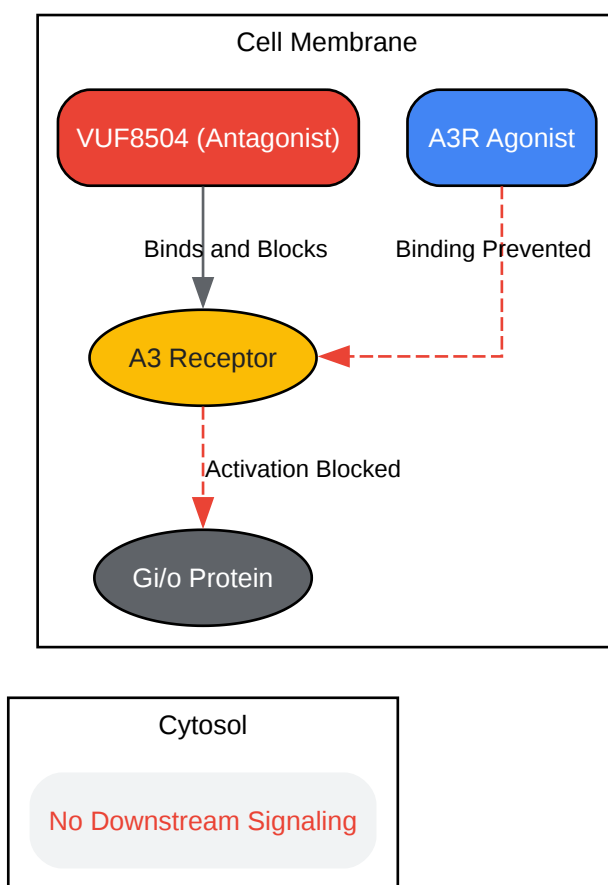 Cell Membrane
VUF8504 (Antagonist)
A3R Agonist
Binds and Blocks
Binding Prevented
A3 Receptor
Activation Blocked
Gi/o Protein
Cytosol
No Downstream Signaling